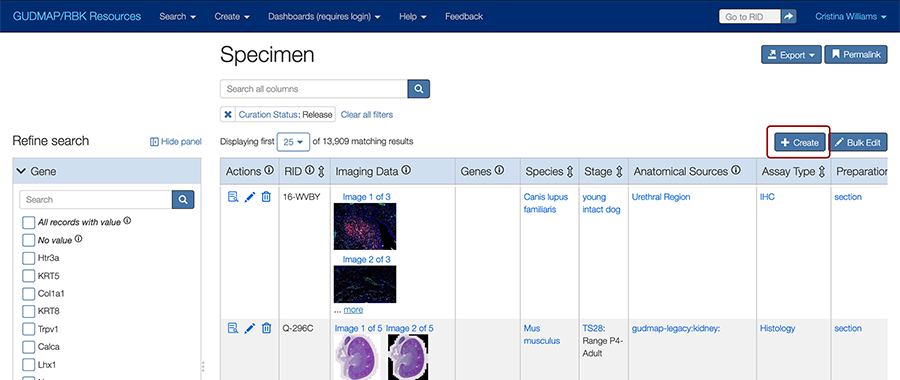 GUDMAP/RBK Resources Search Create Dashboards (requires login) Help Feedback Go to RID Cristina Williams
Specimen
Export Permalink
Search all columns
Curation Status: Release Clear all filters
Refine search Hide panel
Displaying first 25 of 13,909 matching results
Create Bulk Edit
Gene
Search
All records with value
No value
Htr3a
KRT5
Col1a1
KRT8
Trpv1
Calca
Lhx1
Actions RID Imaging Data Genes Species Stage Anatomical Sources Assay Type Preparation
16-WVBY
Image 1 of 3
Image 2 of 3
... more
Canis lupus
familiaris
young
intact dog
Urethral Region
IHC
section
Q-296C
Image 1 of 5 Image 2 of 5
Mus
musculus
TS28:
Range P4-
Adult
gudmap-legacy:kidney:
Histology
section